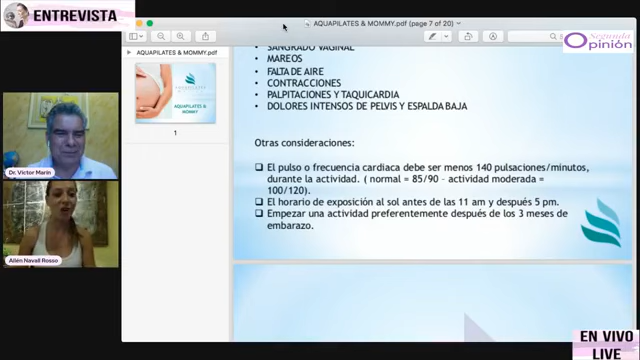 ENTREVISTA
AQUAPILATES & MOMMY.pdf (page 7 of 20)
Segunda
Opinión
AQUAPILATES & MOMMY.pdf
AQUAPILATES &
MOMMY
1
• SANGRADO VAGINAL
• MAREOS
• FALTA DE AIRE
• CONTRACCIONES
• PALPITACIONES Y TAQUICARDIA
• DOLORES INTENSOS DE PELVIS Y ESPALDA BAJA
Otras consideraciones:
❑ El pulso o frecuencia cardiaca debe ser menos 140 pulsaciones/minutos,
durante la actividad. ( normal = 85/90 – actividad moderada =
100/120).
❑ El horario de exposición al sol antes de las 11 am y después 5 pm.
❑ Empezar una actividad preferentemente después de los 3 meses de
embarazo.
Dr. Victor Marín
Ailén Navall Rosso
EN VIVO
LIVE